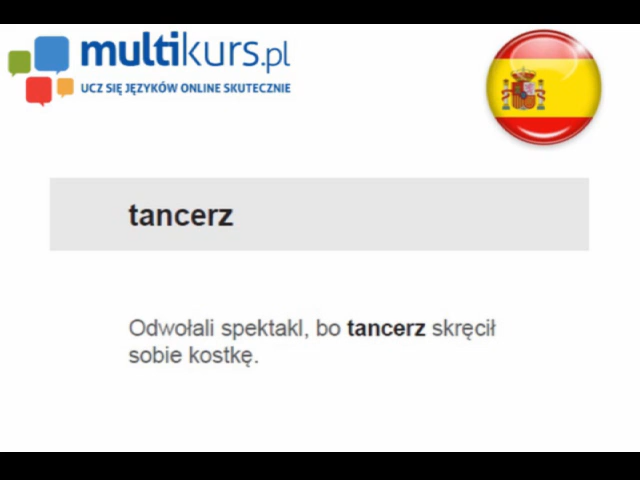 multikurs.pl
UCZ SIĘ JĘZYKÓW ONLINE SKUTECZNIE
tancerz
Odwołali spektakl, bo tancerz skręcił
sobie kostkę.